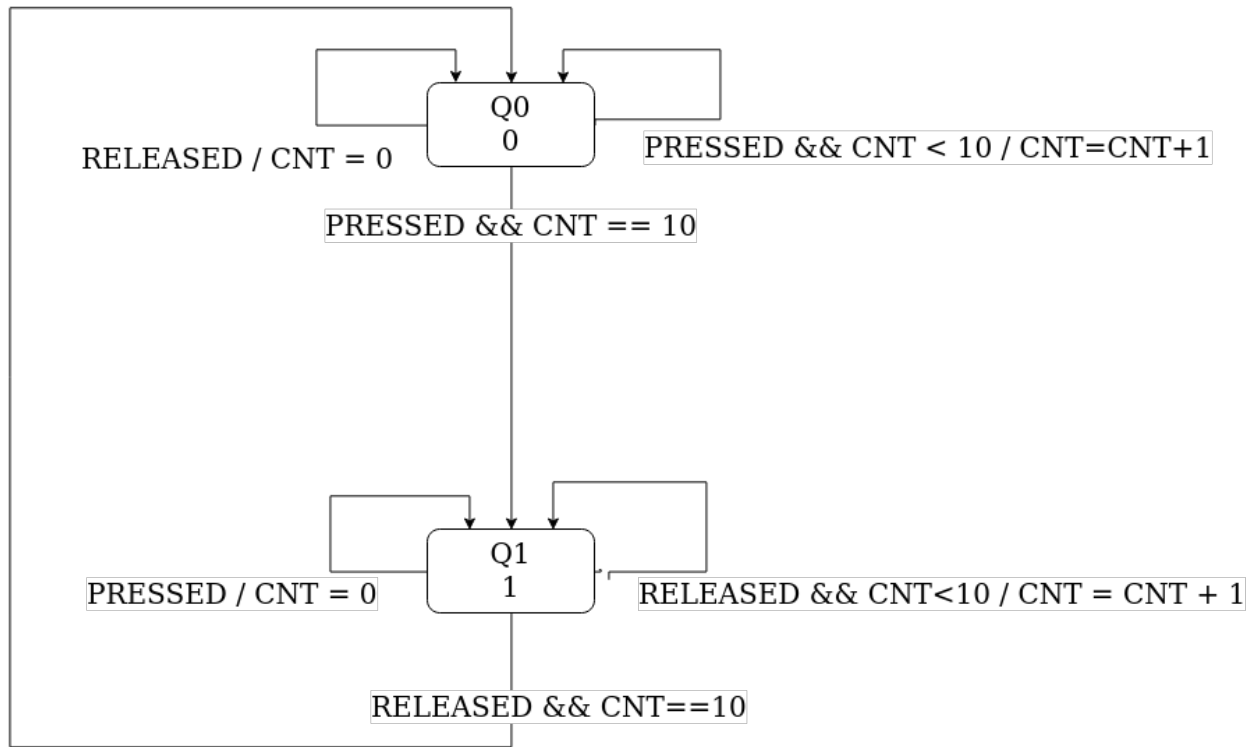 Q0
0
RELEASED / CNT = 0
PRESSED && CNT < 10 / CNT=CNT+1
PRESSED && CNT == 10
Q1
1
PRESSED / CNT = 0
RELEASED && CNT<10 / CNT = CNT + 1
RELEASED && CNT==10